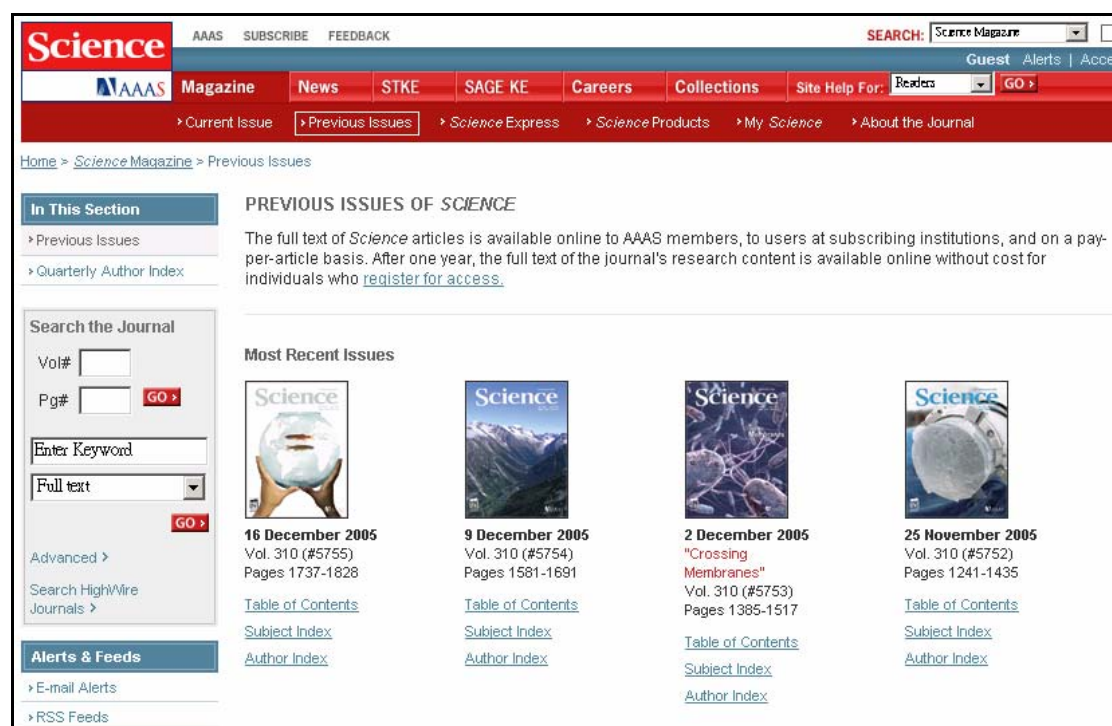 Science
AAAS SUBSCRIBE FEEDBACK
SEARCH: Science Magazine
Guest Alerts |
AAAS
Magazine News STKE SAGE KE Careers Collections Site Help For: Readers GO
Current Issue Previous Issues Science Express Science Products My Science About the Journal
Home > Science Magazine > Previous Issues
In This Section
Previous Issues
Quarterly Author Index
Search the Journal
Vol#
Pg# GO
Enter Keyword
Full text
GO
Advanced >
Search HighWire
Journals >
Alerts & Feeds
E-mail Alerts
RSS Feeds
PREVIOUS ISSUES OF SCIENCE
The full text of Science articles is available online to AAAS members, to users at subscribing institutions, and on a pay-
per-article basis. After one year, the full text of the journal's research content is available online without cost for
individuals who register for access.
Most Recent Issues
Science
16 December 2005
Vol. 310 (#5755)
Pages 1737-1828
Table of Contents
Subject Index
Author Index
Science
9 December 2005
Vol. 310 (#5754)
Pages 1581-1691
Table of Contents
Subject Index
Author Index
Science
Membranes
2 December 2005
"Crossing
Membranes"
Vol. 310 (#5753)
Pages 1385-1517
Table of Contents
Subject Index
Author Index
Science
25 November 2005
Vol. 310 (#5752)
Pages 1241-1435
Table of Contents
Subject Index
Author Index